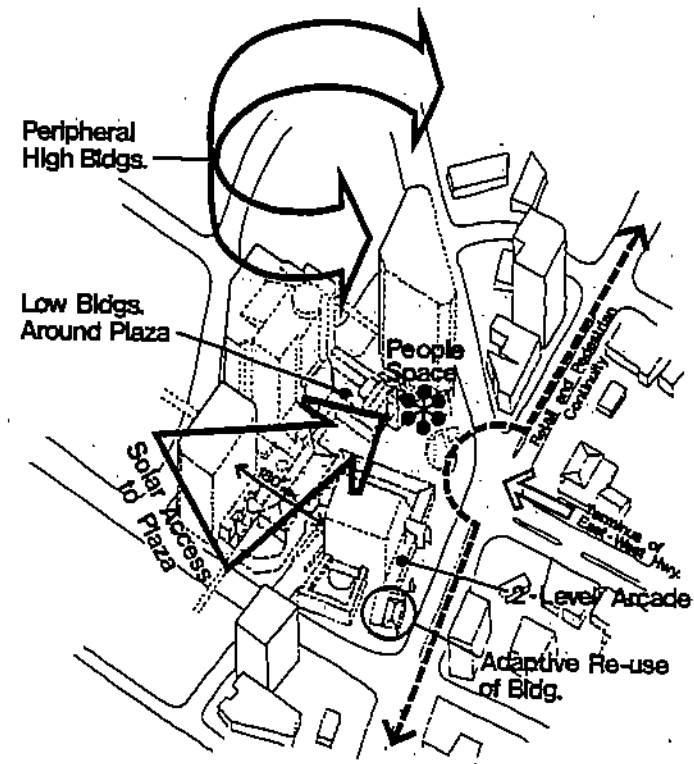 Peripheral
High Bldgs.
Low Bldgs.
Around Plaza
People
Space
Retail and Pedestrian
Continuity
Solar Access
to Plaza
Terminus of
East-West Hwy.
2-Level Arcade
Adaptive Re-use
of Bldg.